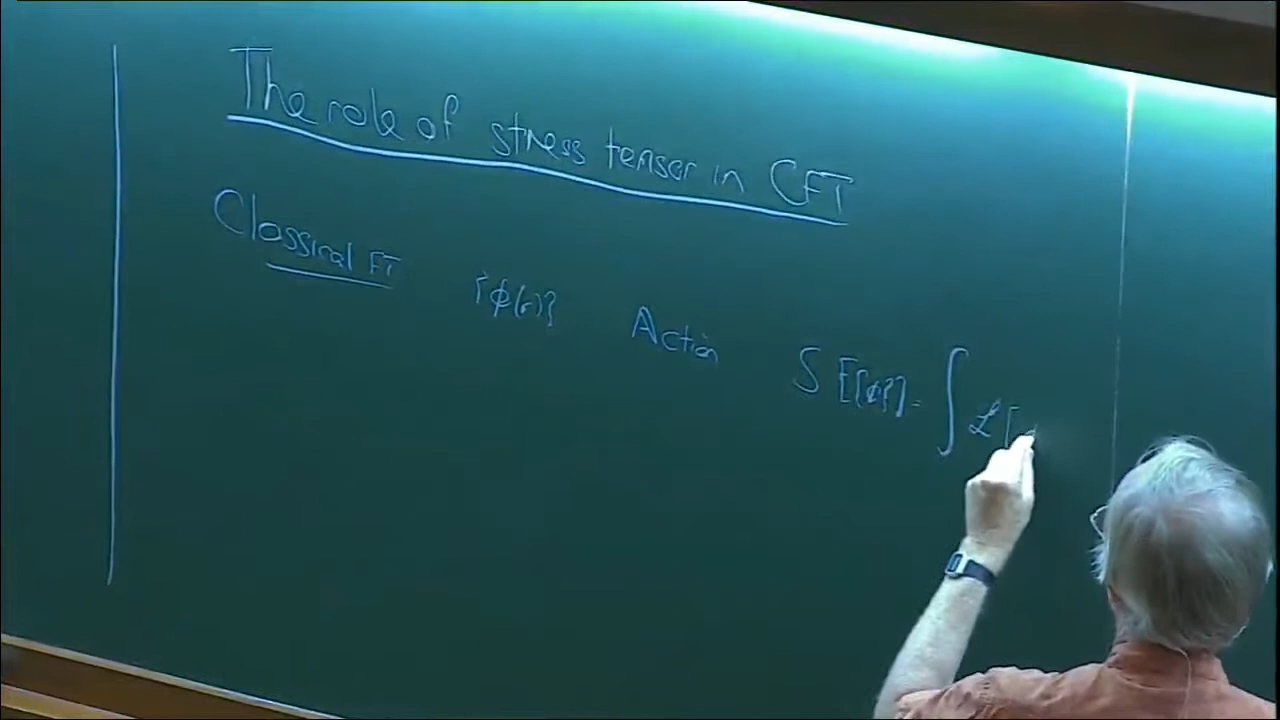 The role of stress tensor in CFT
Classical FT {ϕ(r)} Action S[{ϕ}] = ∫ ℒ[